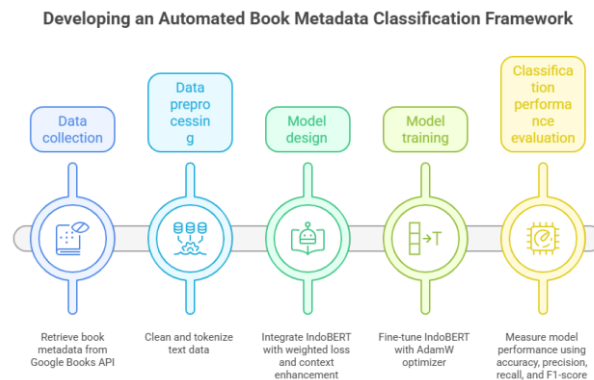 Developing an Automated Book Metadata Classification Framework
Data
collection
Data
prepro
cessin
g
Model
design
Model
training
Classifica
tion
performa
nce
evaluation
T
Retrieve book
metadata from
Google Books API
Clean and tokenize
text data
Integrate IndoBERT
with weighted loss
and context
enhancement
Fine-tune IndoBERT
with AdamW
optimizer
Measure model
performance using
accuracy, precision,
recall, and F1-score